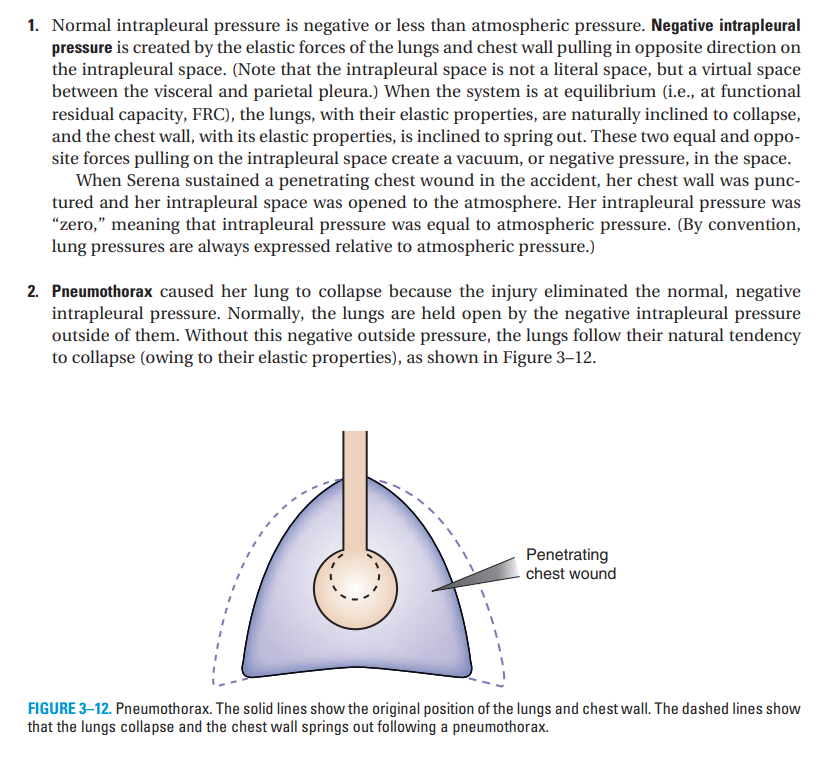 1. Normal intrapleural pressure is negative or less than atmospheric pressure. Negative intrapleural
pressure is created by the elastic forces of the lungs and chest wall pulling in opposite direction on
the intrapleural space. (Note that the intrapleural space is not a literal space, but a virtual space
between the visceral and parietal pleura.) When the system is at equilibrium (i.e., at functional
residual capacity, FRC), the lungs, with their elastic properties, are naturally inclined to collapse,
and the chest wall, with its elastic properties, is inclined to spring out. These two equal and oppo-
site forces pulling on the intrapleural space create a vacuum, or negative pressure, in the space.
When Serena sustained a penetrating chest wound in the accident, her chest wall was punc-
tured and her intrapleural space was opened to the atmosphere. Her intrapleural pressure was
“zero,” meaning that intrapleural pressure was equal to atmospheric pressure. (By convention,
lung pressures are always expressed relative to atmospheric pressure.)
2. Pneumothorax caused her lung to collapse because the injury eliminated the normal, negative
intrapleural pressure. Normally, the lungs are held open by the negative intrapleural pressure
outside of them. Without this negative outside pressure, the lungs follow their natural tendency
to collapse (owing to their elastic properties), as shown in Figure 3–12.
Penetrating
chest wound
FIGURE 3–12. Pneumothorax. The solid lines show the original position of the lungs and chest wall. The dashed lines show
that the lungs collapse and the chest wall springs out following a pneumothorax.